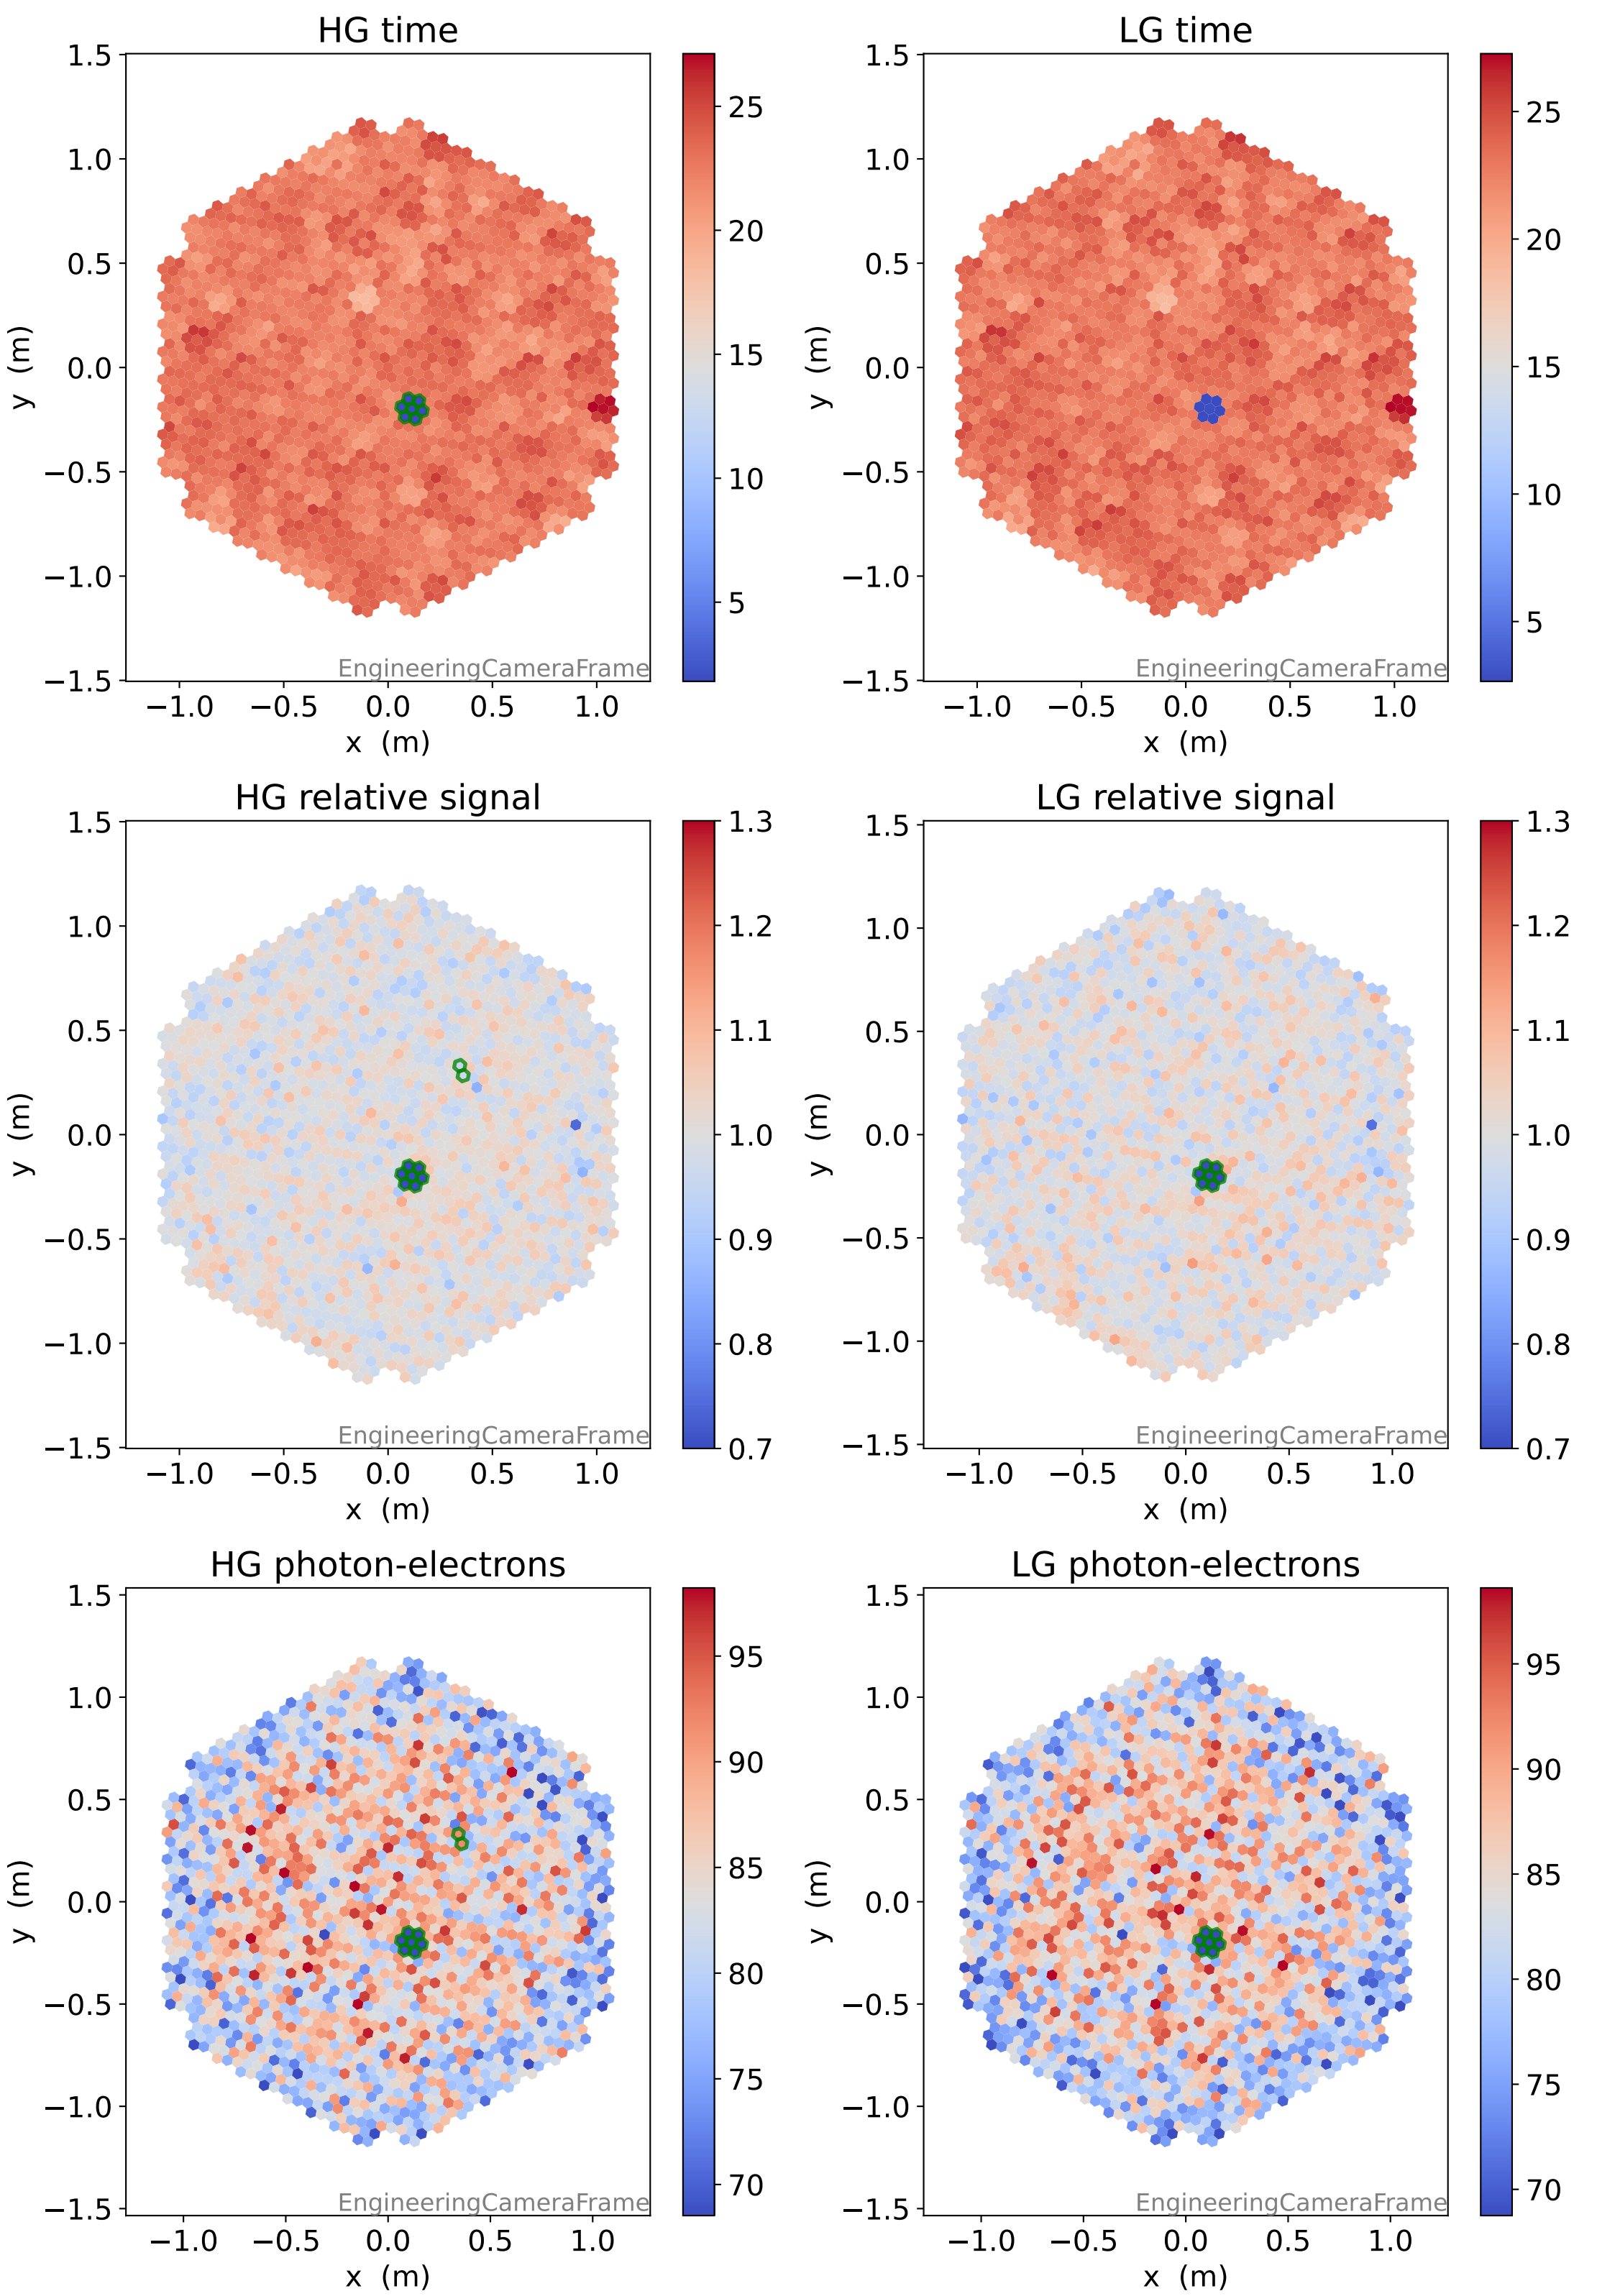 HG time
1.5
1.0
0.5
0.0
−0.5
−1.0
−1.5
y (m)
EngineeringCameraFrame
−1.0 −0.5 0.0 0.5 1.0
x (m)
25
20
15
10
5
LG time
1.5
1.0
0.5
0.0
−0.5
−1.0
−1.5
y (m)
EngineeringCameraFrame
−1.0 −0.5 0.0 0.5 1.0
x (m)
25
20
15
10
5
HG relative signal
1.5
1.0
0.5
0.0
−0.5
−1.0
−1.5
y (m)
EngineeringCameraFrame
−1.0 −0.5 0.0 0.5 1.0
x (m)
1.3
1.2
1.1
1.0
0.9
0.8
0.7
LG relative signal
1.5
1.0
0.5
0.0
−0.5
−1.0
−1.5
y (m)
EngineeringCameraFrame
−1.0 −0.5 0.0 0.5 1.0
x (m)
1.3
1.2
1.1
1.0
0.9
0.8
0.7
HG photon-electrons
1.5
1.0
0.5
0.0
−0.5
−1.0
−1.5
y (m)
EngineeringCameraFrame
−1.0 −0.5 0.0 0.5 1.0
x (m)
95
90
85
80
75
70
LG photon-electrons
1.5
1.0
0.5
0.0
−0.5
−1.0
−1.5
y (m)
EngineeringCameraFrame
−1.0 −0.5 0.0 0.5 1.0
x (m)
95
90
85
80
75
70